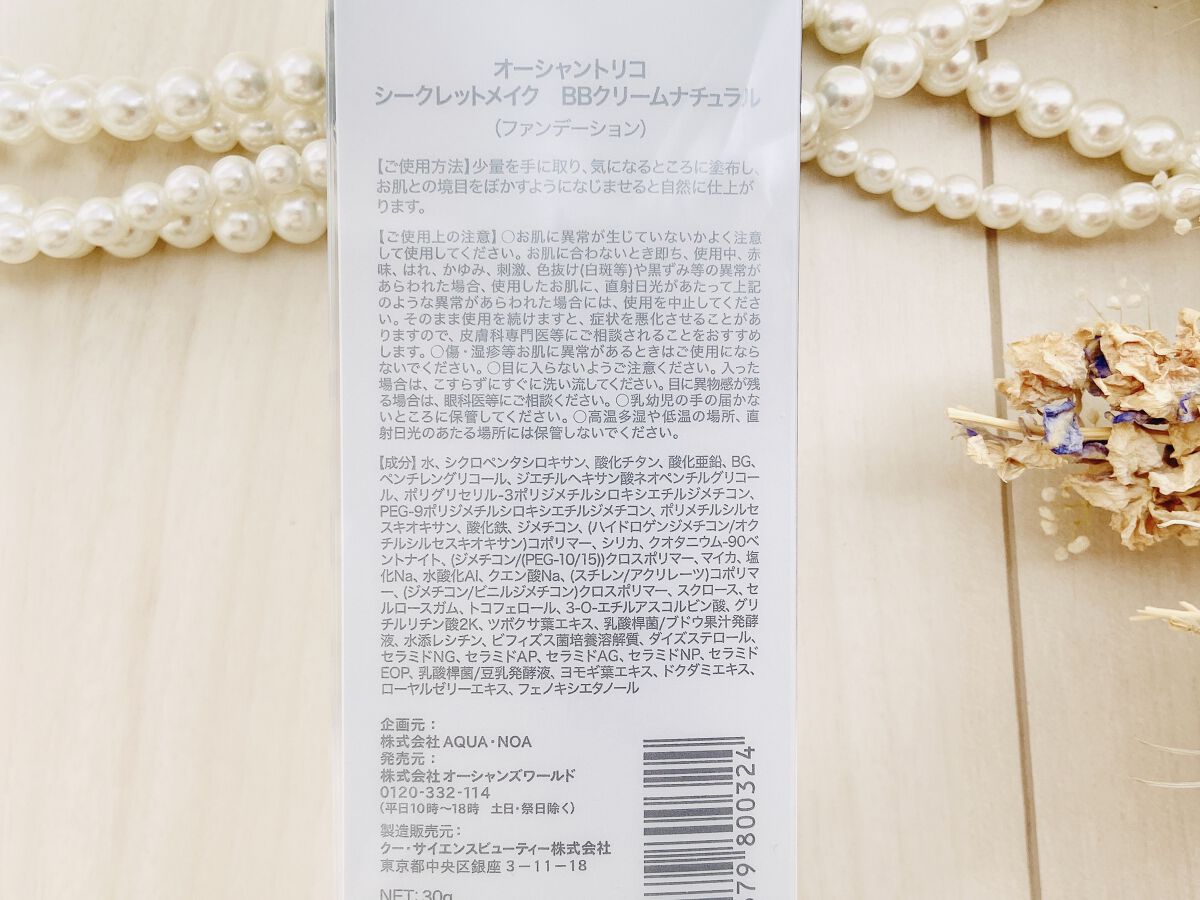 オーシャントリコ
シークレットメイク　BBクリームナチュラル
(ファンデーション)
【ご使用方法】少量を手に取り、気になるところに塗布し、
お肌との境目をぼかすようになじませると自然に仕上が
ります。
【ご使用上の注意】〇お肌に異常が生じていないかよく注意
して使用してください。お肌に合わないとき即ち、使用中、赤
味、はれ、かゆみ、刺激、色抜け(白斑等)や黒ずみ等の異常が
あらわれた場合、使用したお肌に、直射日光があたって上記
のような異常があらわれた場合には、使用を中止してくださ
い。そのまま使用を続けますと、症状を悪化させることがあ
りますので、皮膚科専門医等にご相談されることをおすすめ
します。〇傷・湿疹等お肌に異常があるときはご使用になら
ないでください。〇目に入らないようご注意ください。入った
場合は、こすらずにすぐに洗い流してください。目に異物感が残
る場合は、眼科医等にご相談ください。〇乳幼児の手の届かな
いところに保管してください。〇高温多湿や低温の場所、直
射日光のあたる場所には保管しないでください。
【成分】水、シクロペンタシロキサン、酸化チタン、酸化亜鉛、BG、
ペンチレングリコール、ジエチルヘキサン酸ネオペンチルグリコー
ル、ポリグリセリル-3ポリジメチルシロキシエチルジメチコン、
PEG-9ポリジメチルシロキシエチルジメチコン、ポリメチルシルセ
スキオキサン、酸化鉄、ジメチコン、(ハイドロゲンジメチコン/オク
チルシルセスキオキサン)コポリマー、シリカ、クオタニウム-90ベ
ントナイト、(ジメチコン/(PEG-10/15))クロスポリマー、マイカ、塩
化Na、水酸化Al、クエン酸Na、(スチレン/アクリレーツ)コポリマ
ー、(ジメチコン/ビニルジメチコン)クロスポリマー、スクロース、セ
ルロースガム、トコフェロール、3-O-エチルアスコルビン酸、グリ
チルリチン酸2K、ツボクサ葉エキス、乳酸桿菌/ブドウ果汁発酵
液、水添レシチン、ビフィズス菌培養溶解質、ダイズステロール、
セラミドNG、セラミドAP、セラミドAG、セラミドNP、セラミド
EOP、乳酸桿菌/豆乳発酵液、ヨモギ葉エキス、ドクダミエキス、
ローヤルゼリーエキス、フェノキシエタノール
企画元：
株式会社 AQUA・NOA
発売元：
株式会社オーシャンズワールド
0120-332-114
(平日10時〜18時　土日・祭日除く)
製造販売元：
クー・サイエンスビューティー株式会社
東京都中央区銀座３－11－18
NET: 30g
679 800324